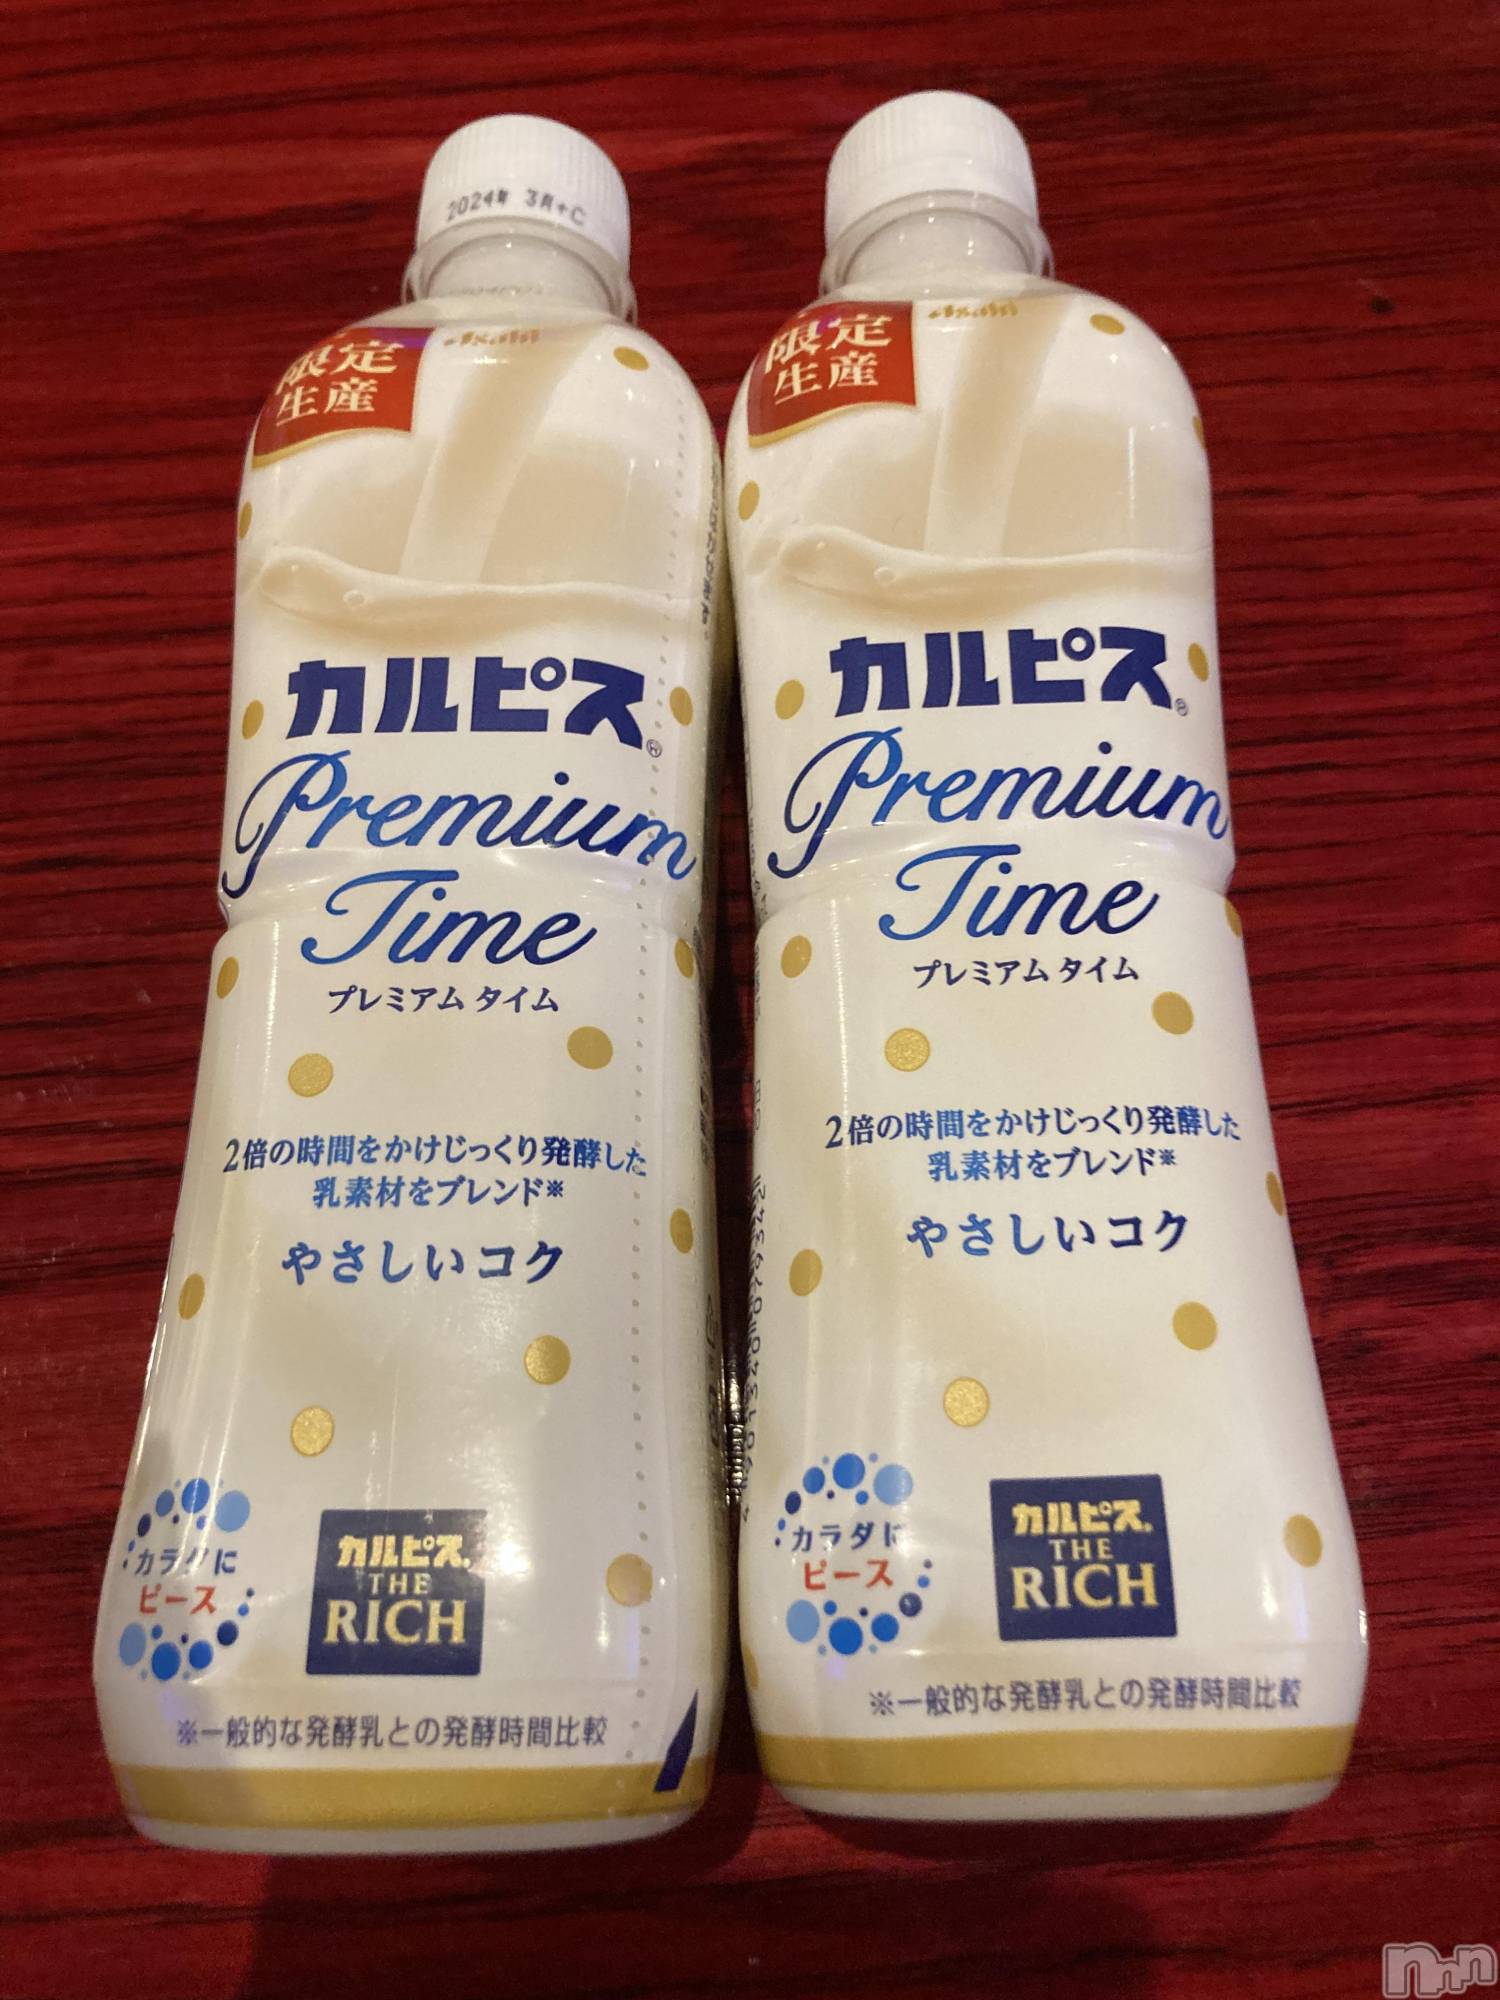 2024年 3月+C
Asahi
限定
生産
カルピス®
Premium
Time
プレミアム タイム
2倍の時間をかけじっくり発酵した
乳素材をブレンド※
やさしいコク
カラダに
ピース
カルピス
THE
RICH
※一般的な発酵乳との発酵時間比較
Asahi
限定
生産
カルピス®
Premium
Time
プレミアム タイム
2倍の時間をかけじっくり発酵した
乳素材をブレンド※
やさしいコク
カラダに
ピース
カルピス
THE
RICH
※一般的な発酵乳との発酵時間比較
4 901340 079342
nnn